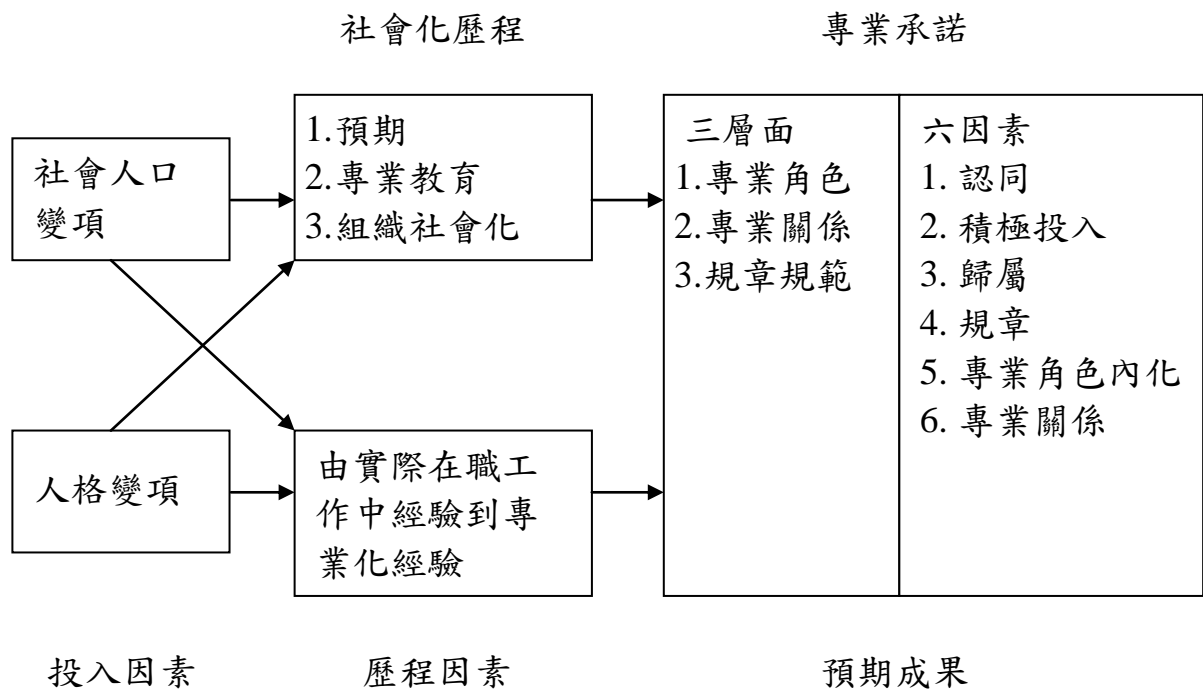 社會化歷程
專業承諾
社會人口
變項
人格變項
1.預期
2.專業教育
3.組織社會化
由實際在職工
作中經驗到專
業化經驗
三層面
1.專業角色
2.專業關係
3.規章規範
六因素
1. 認同
2. 積極投入
3. 歸屬
4. 規章
5. 專業角色內化
6. 專業關係
投入因素
歷程因素
預期成果